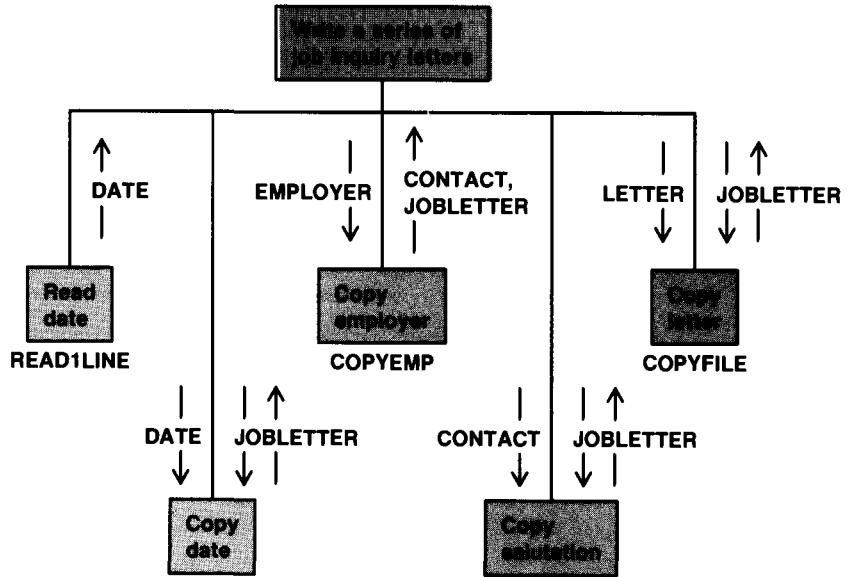 Write a series of
job inquiry letters
DATE
EMPLOYER
CONTACT,
JOBLETTER
LETTER
JOBLETTER
Read
date
READ1LINE
Copy
employer
COPYEMP
Copy
letter
COPYFILE
DATE
JOBLETTER
CONTACT
JOBLETTER
Copy
date
Copy
salutation